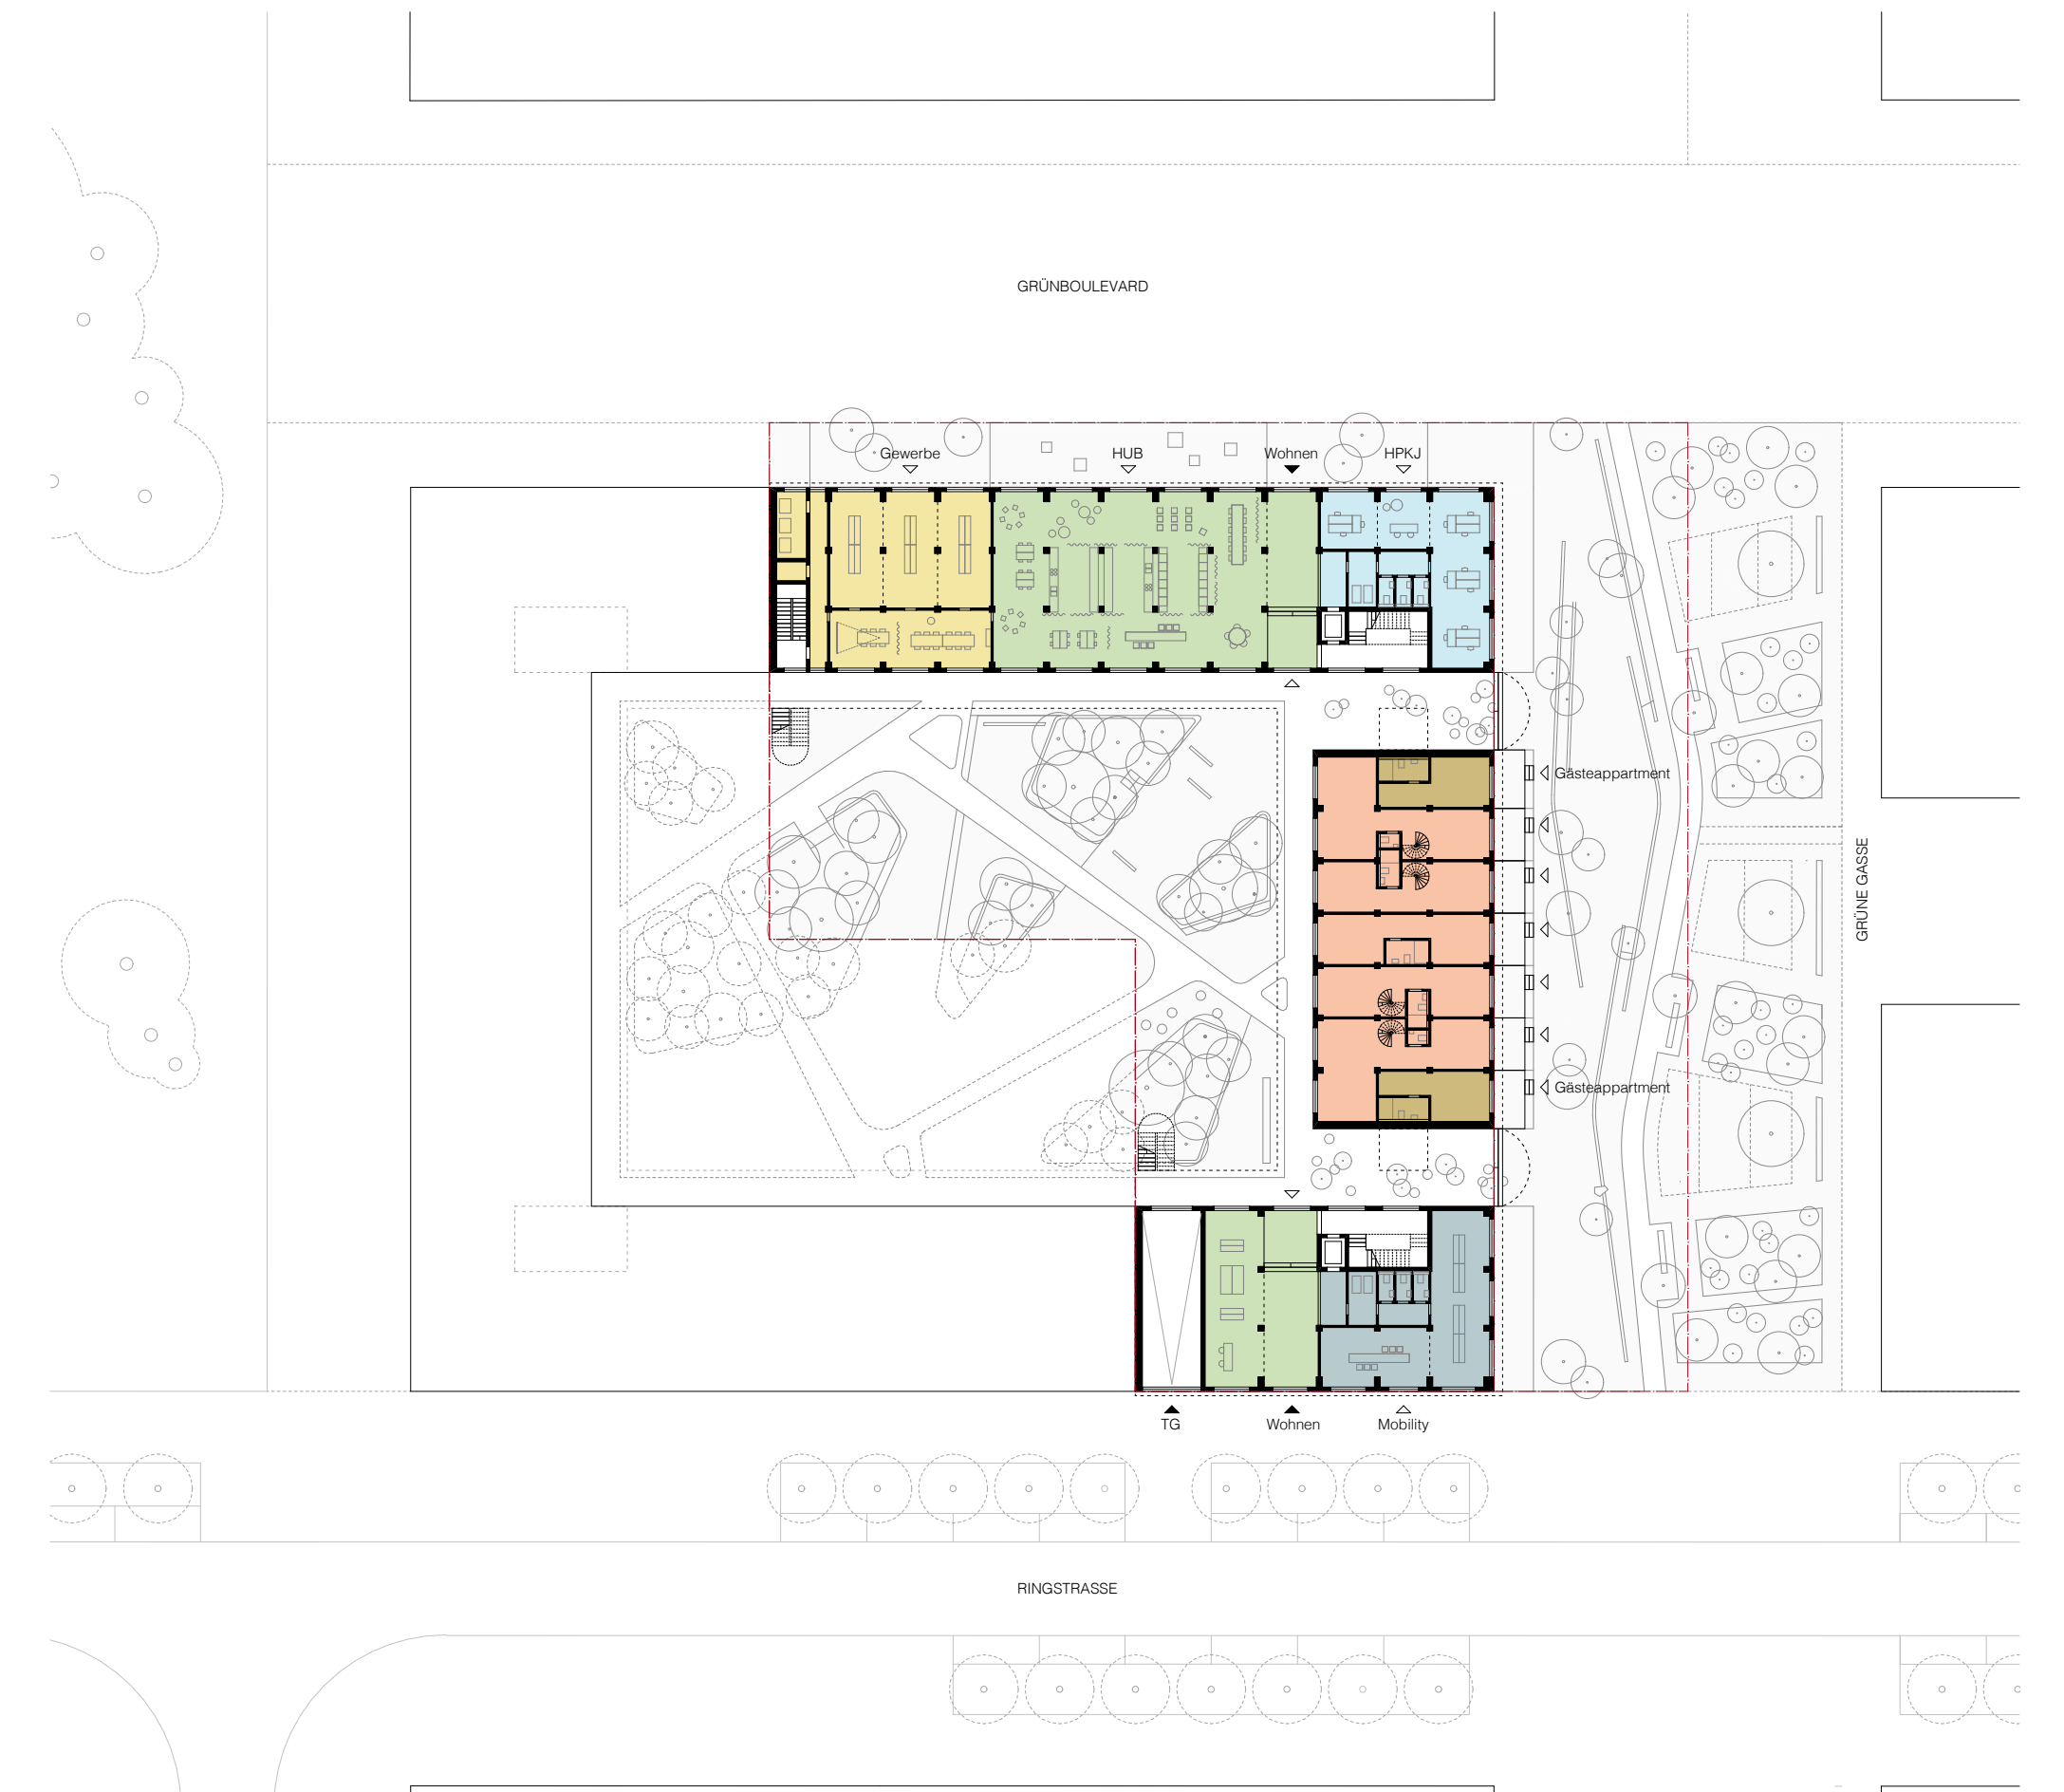 GRÜNBOULEVARD
Gewerbe
HUB
Wohnen
HPKJ
Gästeappartment
GRÜNE GASSE
Gästeappartment
TG
Wohnen
Mobility
RINGSTRASSE